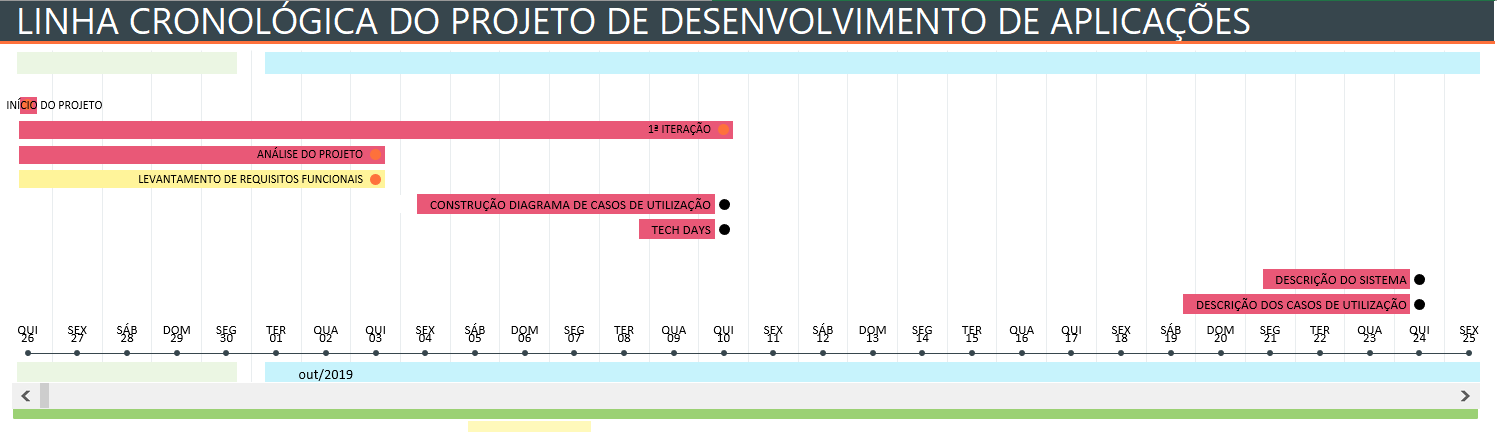 LINHA CRONOLÓGICA DO PROJETO DE DESENVOLVIMENTO DE APLICAÇÕES
INÍCIO DO PROJETO
1ª ITERAÇÃO
ANÁLISE DO PROJETO
LEVANTAMENTO DE REQUISITOS FUNCIONAIS
CONSTRUÇÃO DIAGRAMA DE CASOS DE UTILIZAÇÃO
TECH DAYS
DESCRIÇÃO DO SISTEMA
DESCRIÇÃO DOS CASOS DE UTILIZAÇÃO
QUI SEX SÁB DOM SEG TER QUA QUI SEX SÁB DOM SEG TER QUA QUI SEX SÁB DOM SEG TER QUA QUI SEX SÁB DOM SEG TER QUA QUI SEX
26 27 28 29 30 01 02 03 04 05 06 07 08 09 10 11 12 13 14 15 16 17 18 19 20 21 22 23 24 25
out/2019